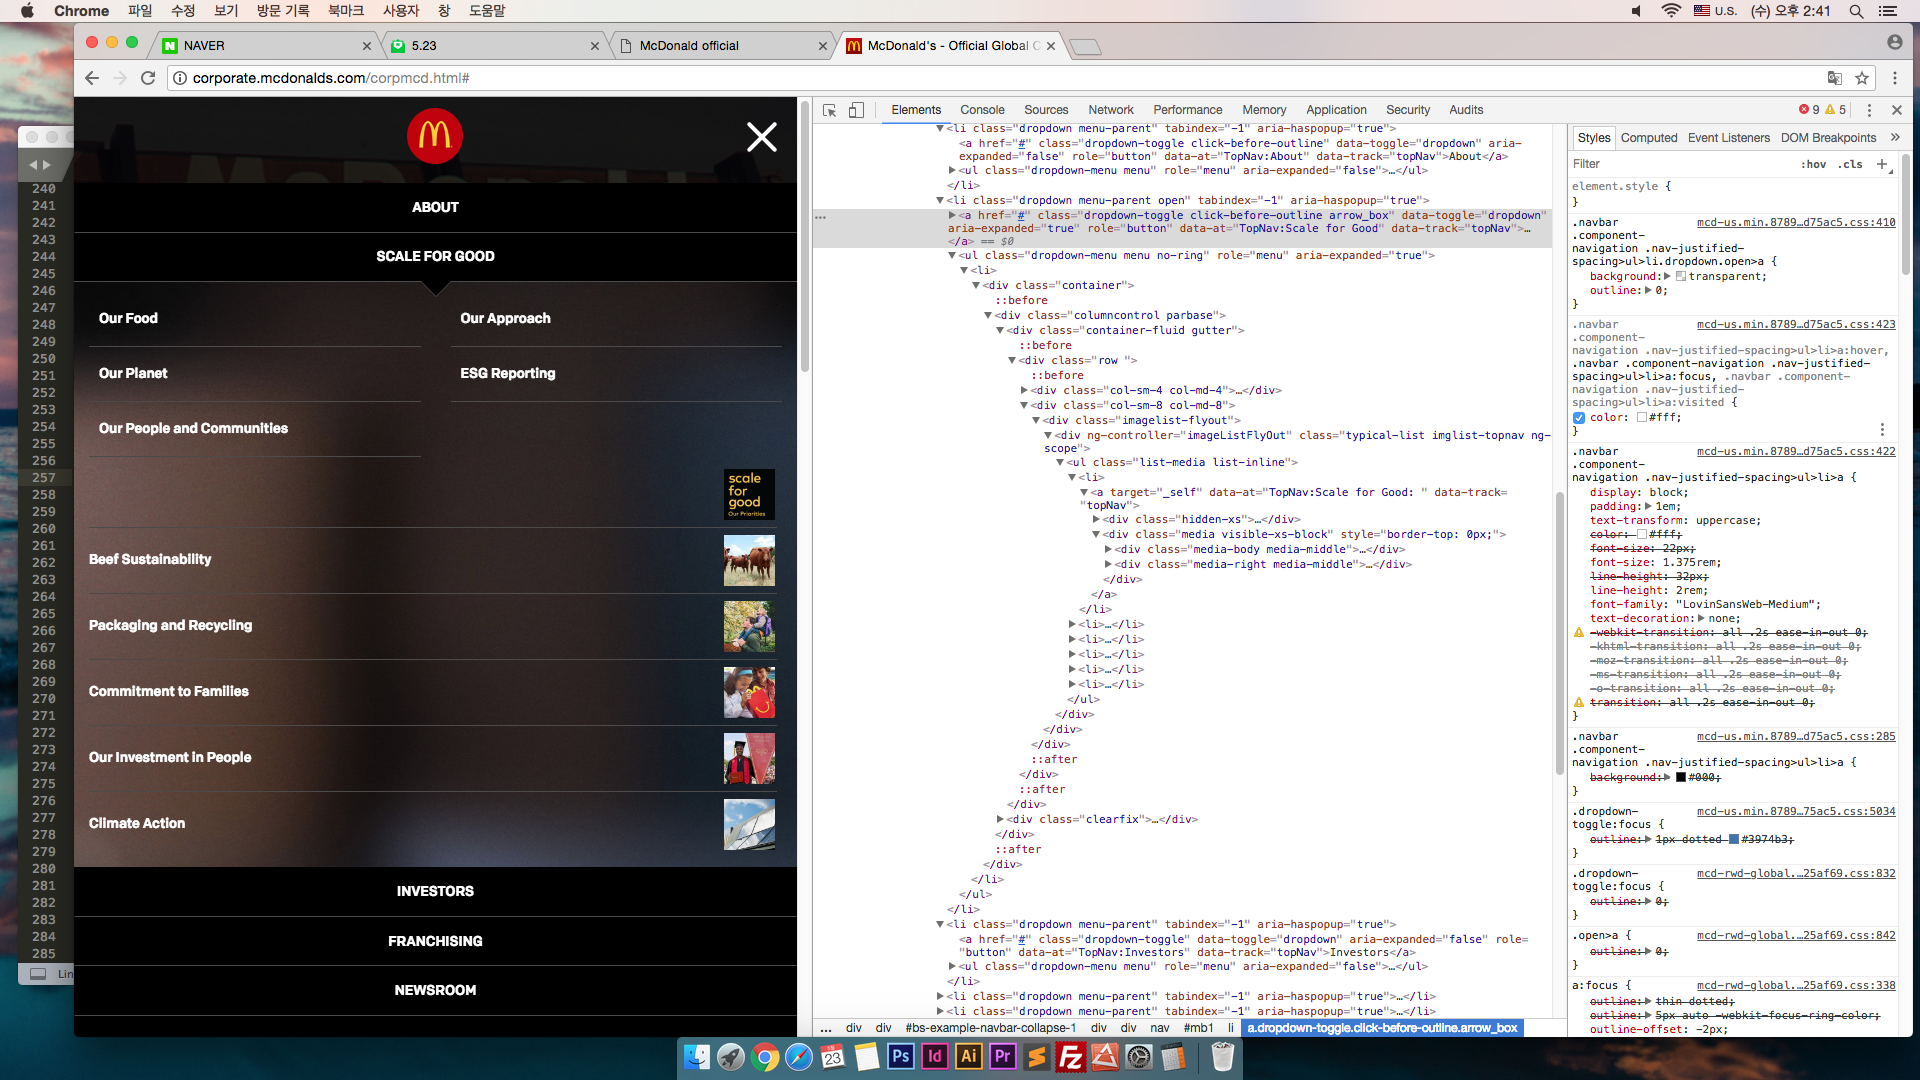 Chrome 파일 수정 보기 방문 기록 북마크 사용자 창 도움말 U.S. (수) 오후 2:41
NAVER
5.23
McDonald official
McDonald's - Official Global C
corporate.mcdonalds.com/corpmcd.html#
240
241
242
243
244
245
246
247
248
249
250
251
252
253
254
255
256
257
258
259
260
261
262
263
264
265
266
267
268
269
270
271
272
273
274
275
276
277
278
279
280
281
282
283
284
285
Lin
ABOUT
SCALE FOR GOOD
Our Food
Our Approach
Our Planet
ESG Reporting
Our People and Communities
scale
for
good
Our Priorities
Beef Sustainability
Packaging and Recycling
Commitment to Families
Our Investment in People
Climate Action
INVESTORS
FRANCHISING
NEWSROOM
Elements Console Sources Network Performance Memory Application Security Audits 9 5
<li class="dropdown menu-parent" tabindex="-1" aria-haspopup="true">
<a href="#" class="dropdown-toggle click-before-outline" data-toggle="dropdown" aria-
expanded="false" role="button" data-at="TopNav:About" data-track="topNav">About</a>
<ul class="dropdown-menu menu" role="menu" aria-expanded="false">…</ul>
</li>
<li class="dropdown menu-parent open" tabindex="-1" aria-haspopup="true">
… <a href="#" class="dropdown-toggle click-before-outline arrow_box" data-toggle="dropdown"
aria-expanded="true" role="button" data-at="TopNav:Scale for Good" data-track="topNav">…
</a> == $0
<ul class="dropdown-menu menu no-ring" role="menu" aria-expanded="true">
<li>
<div class="container">
::before
<div class="columncontrol parbase">
<div class="container-fluid gutter">
::before
<div class="row ">
::before
<div class="col-sm-4 col-md-4">…</div>
<div class="col-sm-8 col-md-8">
<div class="imagelist-flyout">
<div ng-controller="imageListFlyOut" class="typical-list imglist-topnav ng-
scope">
<ul class="list-media list-inline">
<li>
<a target="_self" data-at="TopNav:Scale for Good: " data-track=
"topNav">
<div class="hidden-xs">…</div>
<div class="media visible-xs-block" style="border-top: 0px;">
<div class="media-body media-middle">…</div>
<div class="media-right media-middle">…</div>
</div>
</a>
</li>
<li>…</li>
<li>…</li>
<li>…</li>
<li>…</li>
<li>…</li>
</ul>
</div>
</div>
</div>
::after
</div>
::after
</div>
<div class="clearfix">…</div>
</div>
::after
</div>
</li>
</ul>
</li>
<li class="dropdown menu-parent" tabindex="-1" aria-haspopup="true">
<a href="#" class="dropdown-toggle" data-toggle="dropdown" aria-expanded="false" role=
"button" data-at="TopNav:Investors" data-track="topNav">Investors</a>
<ul class="dropdown-menu menu" role="menu" aria-expanded="false">…</ul>
</li>
<li class="dropdown menu-parent" tabindex="-1" aria-haspopup="true">…</li>
<li class="dropdown menu-parent" tabindex="-1" aria-haspopup="true">…</li>
… div div #bs-example-navbar-collapse-1 div div nav #mb1 li a.dropdown-toggle.click-before-outline.arrow_box
Styles Computed Event Listeners DOM Breakpoints »
Filter :hov .cls +
element.style {
}
.navbar mcd-us.min.8789…d75ac5.css:410
.component-
navigation .nav-justified-
spacing>ul>li.dropdown.open>a {
background: transparent;
outline: 0;
}
.navbar mcd-us.min.8789…d75ac5.css:423
.component-
navigation .nav-justified-spacing>ul>li>a:hover,
.navbar .component-navigation .nav-justified-
spacing>ul>li>a:focus, .navbar .component-
navigation .nav-justified-
spacing>ul>li>a:visited {
color: #fff;
}
.navbar mcd-us.min.8789…d75ac5.css:422
.component-
navigation .nav-justified-spacing>ul>li>a {
display: block;
padding: 1em;
text-transform: uppercase;
color: #fff;
font-size: 22px;
font-size: 1.375rem;
line-height: 32px;
line-height: 2rem;
font-family: "LovinSansWeb-Medium";
text-decoration: none;
-webkit-transition: all .2s ease-in-out 0;
-khtml-transition: all .2s ease-in-out 0;
-moz-transition: all .2s ease-in-out 0;
-ms-transition: all .2s ease-in-out 0;
-o-transition: all .2s ease-in-out 0;
transition: all .2s ease-in-out 0;
}
.navbar mcd-us.min.8789…d75ac5.css:285
.component-
navigation .nav-justified-spacing>ul>li>a {
background: #000;
}
.dropdown- mcd-us.min.8789…75ac5.css:5034
toggle:focus {
outline: 1px dotted #3974b3;
}
.dropdown- mcd-rwd-global.…25af69.css:832
toggle:focus {
outline: 0;
}
.open>a { mcd-rwd-global.…25af69.css:842
outline: 0;
}
a:focus { mcd-rwd-global.…25af69.css:338
outline: thin dotted;
outline: 5px auto -webkit-focus-ring-color;
outline-offset: -2px;
23
Ps
Id
Ai
Pr
Fz